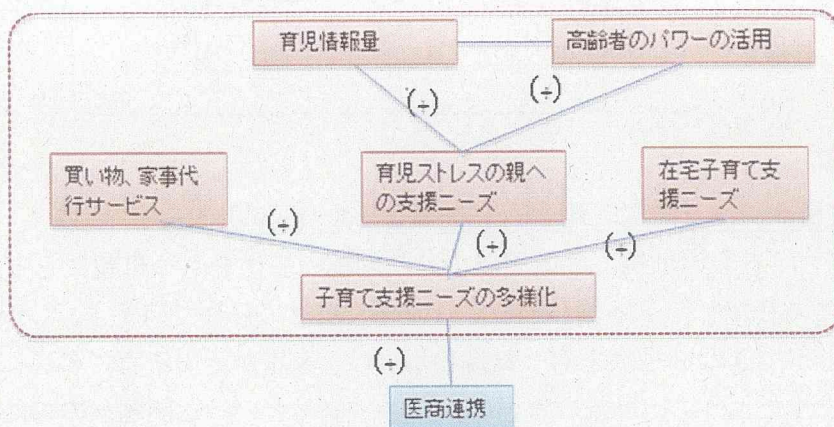 育児情報量
高齢者のパワーの活用
(+)
(+)
買い物、家事代
行サービス
育児ストレスの親へ
の支援ニーズ
在宅子育て支
援ニーズ
(+)
(+)
(+)
子育て支援ニーズの多様化
(+)
医商連携